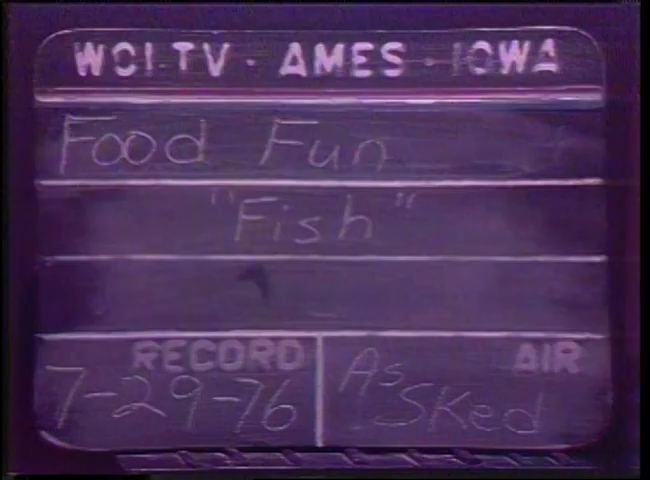 WOI-TV · AMES · IOWA
Food Fun
"Fish"
RECORD
7-29-76
AIR
As
SKed